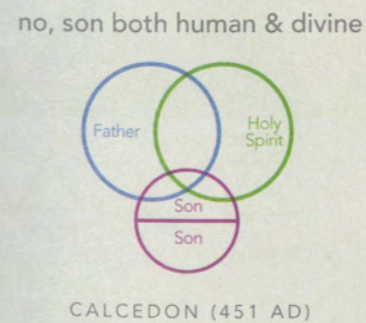 no, son both human & divine
Father
Holy
Spirit
Son
Son
CALCEDON (451 AD)